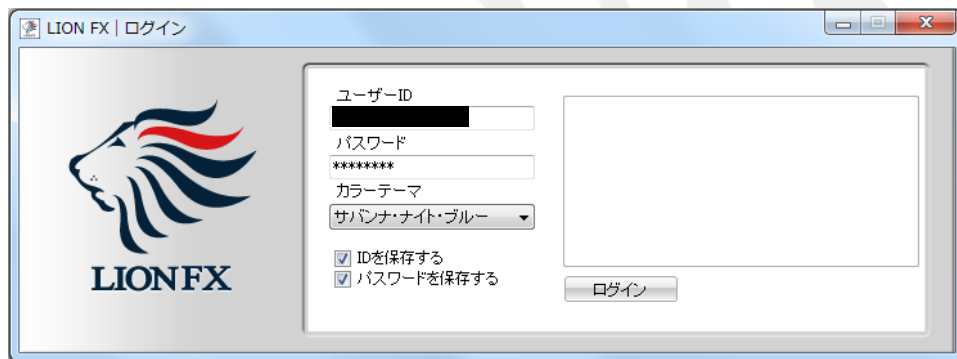 LION FX | ログイン
ユーザーID
パスワード
********
カラーテーマ
サバンナ・ナイト・ブルー
IDを保存する
パスワードを保存する
ログイン
LIONFX